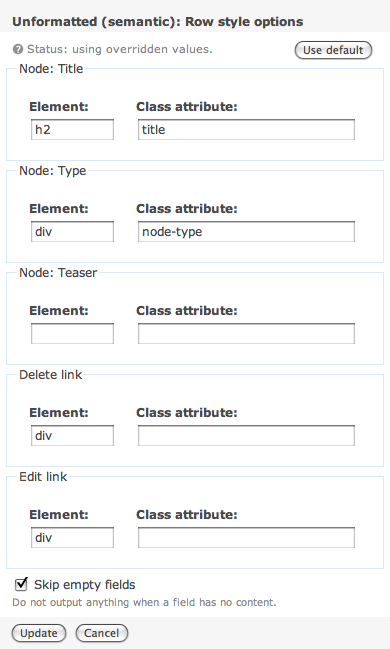 Unformatted (semantic): Row style options
Status: using overridden values. Use default
Node: Title
Element: Class attribute:
h2 title
Node: Type
Element: Class attribute:
div node-type
Node: Teaser
Element: Class attribute:
Delete link
Element: Class attribute:
div
Edit link
Element: Class attribute:
div
Skip empty fields
Do not output anything when a field has no content.
Update Cancel